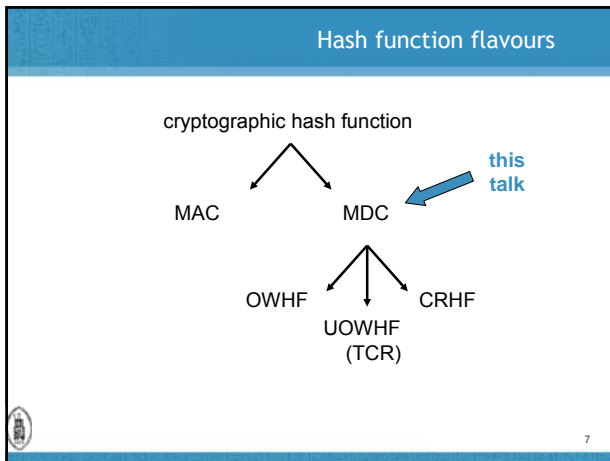 Hash function flavours
cryptographic hash function
this
talk
MAC
MDC
OWHF
CRHF
UOWHF
(TCR)
7